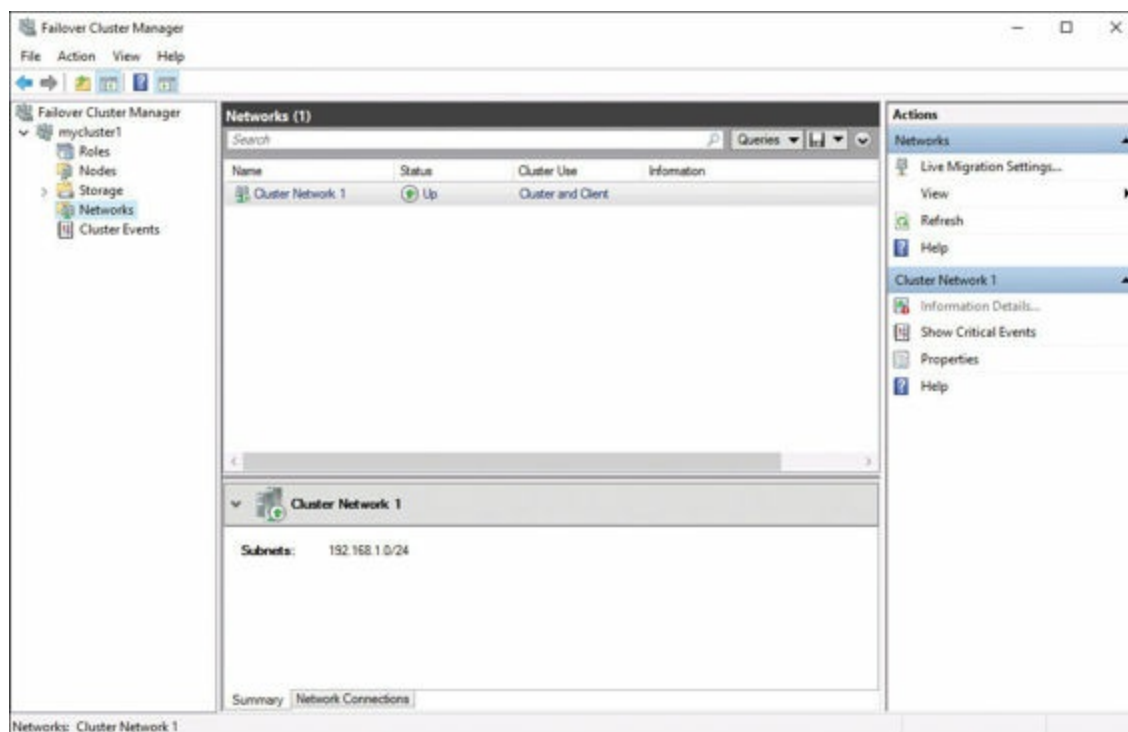 Failover Cluster Manager
File Action View Help
Failover Cluster Manager
mycluster1
Roles
Nodes
Storage
Networks
Cluster Events
Networks (1)
Search
Queries
Name Status Cluster Use Information
Cluster Network 1 Up Cluster and Client
Cluster Network 1
Subnets: 192.168.1.0/24
Summary Network Connections
Actions
Networks
Live Migration Settings...
View
Refresh
Help
Cluster Network 1
Information Details...
Show Critical Events
Properties
Help
Networks: Cluster Network 1